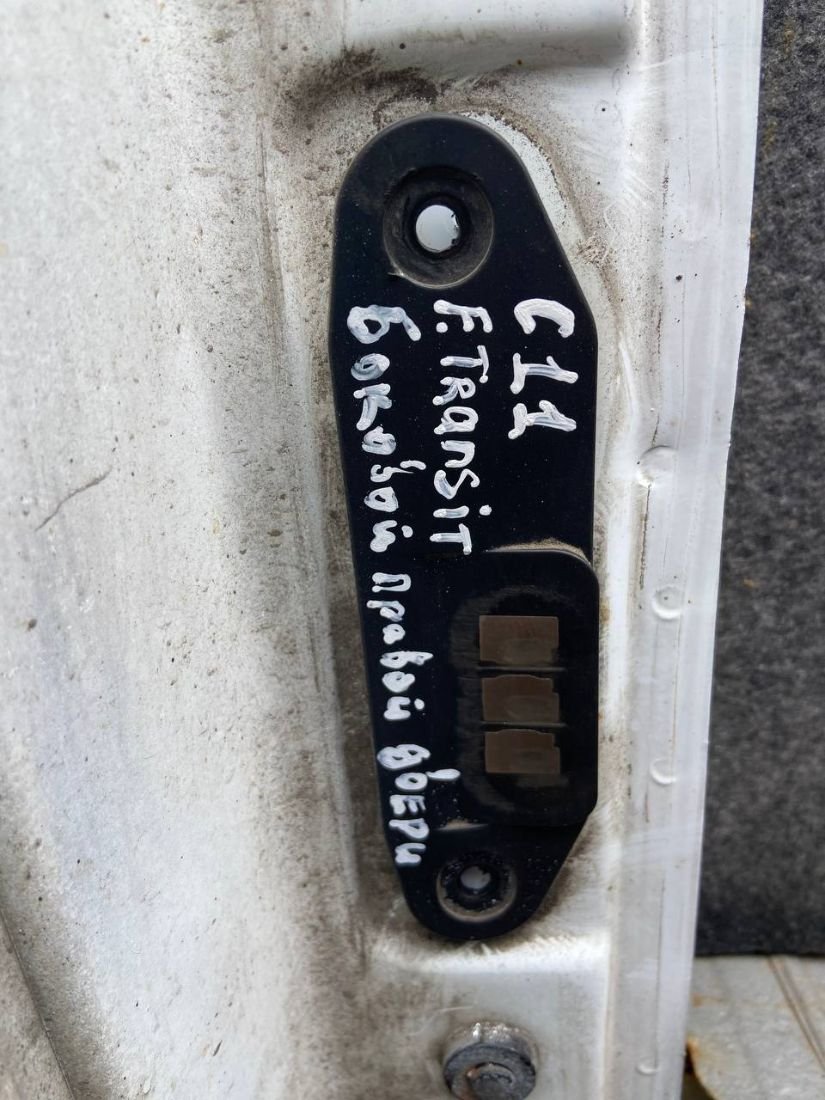 C11
F.Transit
Боковой правой двери